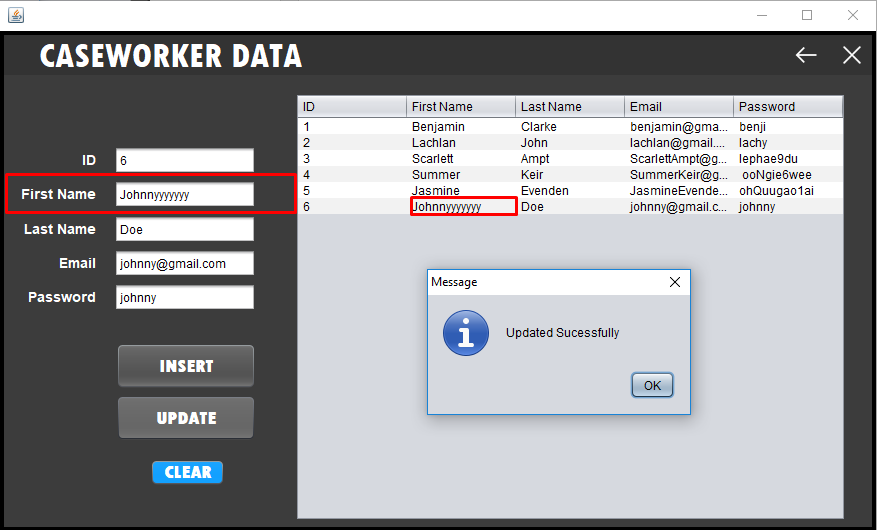 CASEWORKER DATA
ID 6
First Name Johnnyyyyyyy
Last Name Doe
Email johnny@gmail.com
Password johnny
INSERT
UPDATE
CLEAR
ID First Name Last Name Email Password
1 Benjamin Clarke benjamin@gma... benji
2 Lachlan John lachlan@gmail.... lachy
3 Scarlett Ampt ScarlettAmpt@g... lephae9du
4 Summer Keir SummerKeir@g... ooNgie6wee
5 Jasmine Evenden JasmineEvende... ohQuugao1ai
6 Johnnyyyyyyy Doe johnny@gmail.c... johnny
Message
Updated Sucessfully
OK